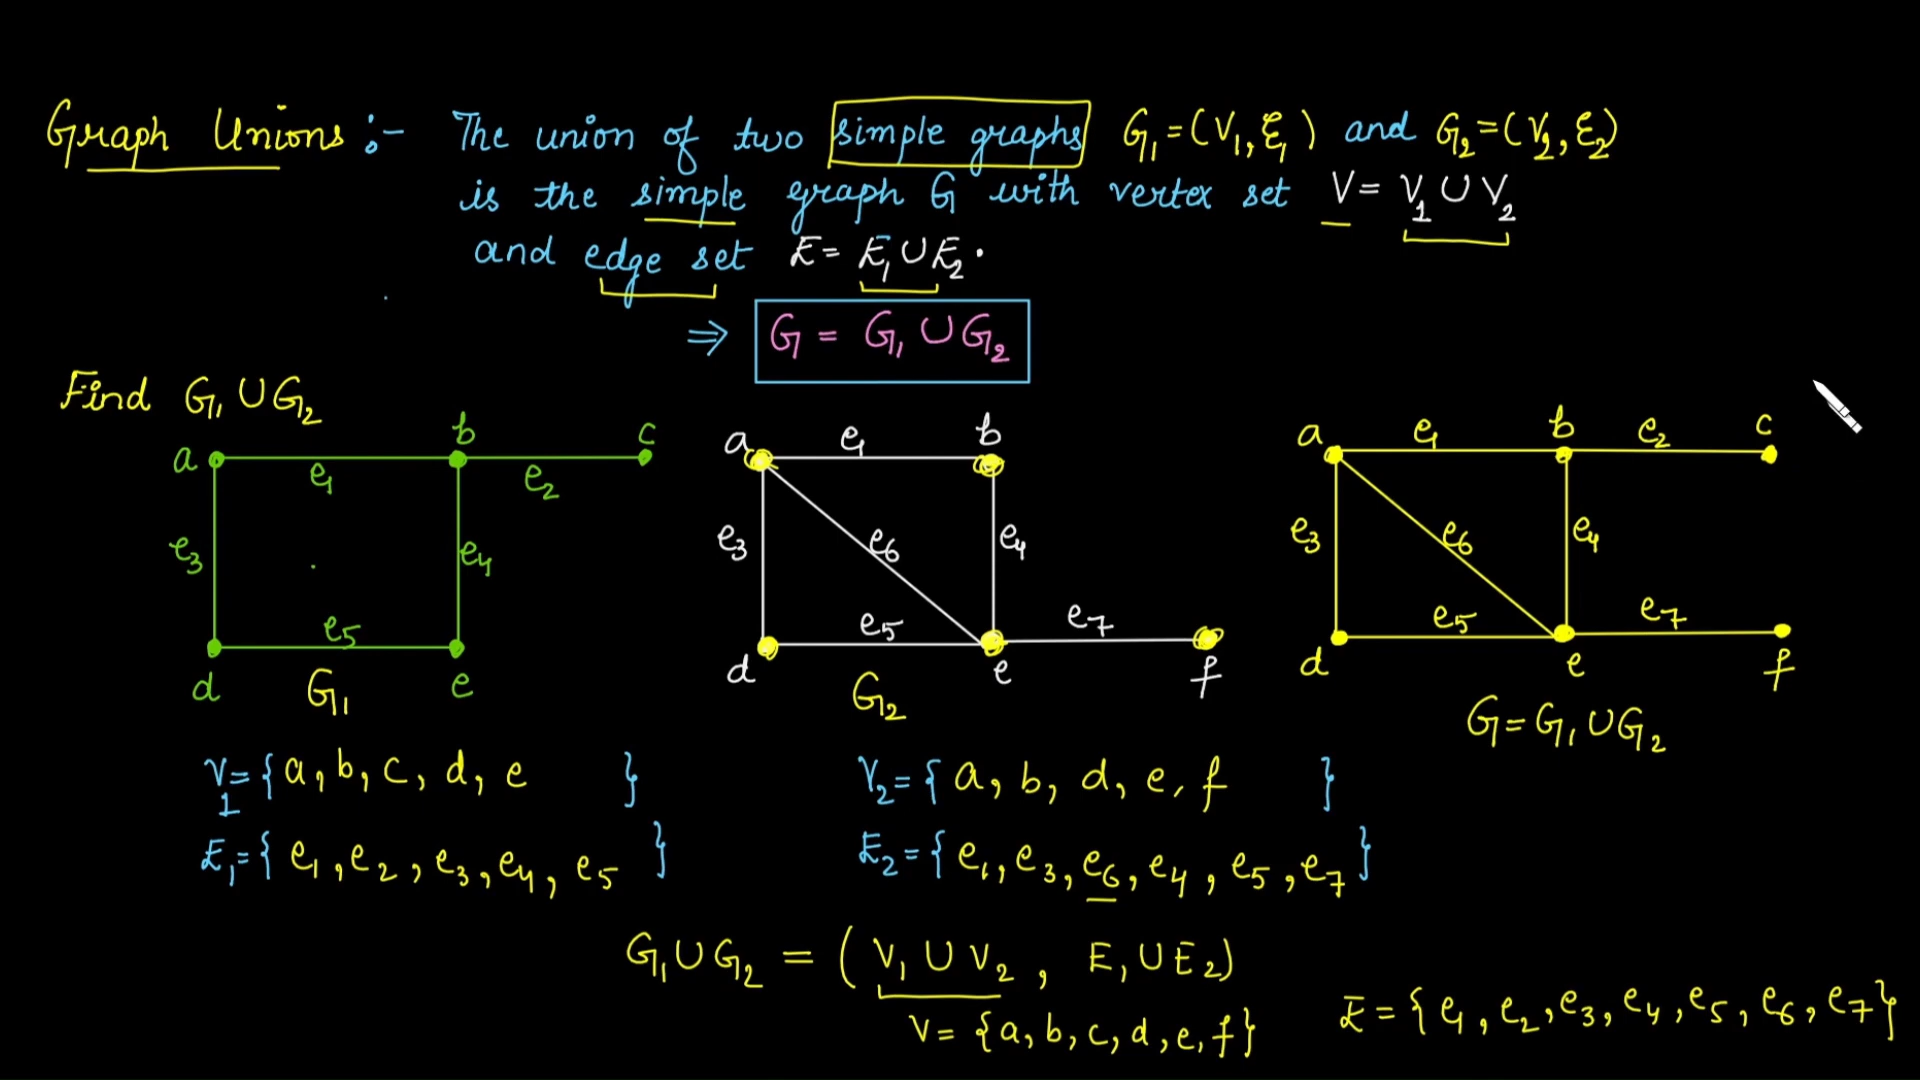 Graph Unions :- The union of two simple graphs G₁=(V₁,E₁) and G₂=(V₂,E₂)
is the simple graph G with vertex set V= V₁∪V₂
and edge set E= E₁∪E₂.
⇒ G = G₁∪G₂
Find G₁∪G₂
a e₁ b e₂ c
e₃ e₄
e₅
d e
G₁
a e₁ b
e₃ e₆ e₄
e₅ e₇
d e f
G₂
a e₁ b e₂ c
e₃ e₆ e₄
e₅ e₇
d e f
G=G₁∪G₂
V₁={a,b,c,d,e }
E₁={e₁,e₂,e₃,e₄,e₅ }
V₂={a,b,d,e,f }
E₂={e₁,e₃,e₆,e₄,e₅,e₇}
G₁∪G₂ = (V₁∪V₂, E₁∪E₂)
V= {a,b,c,d,e,f}
E={e₁,e₂,e₃,e₄,e₅,e₆,e₇}